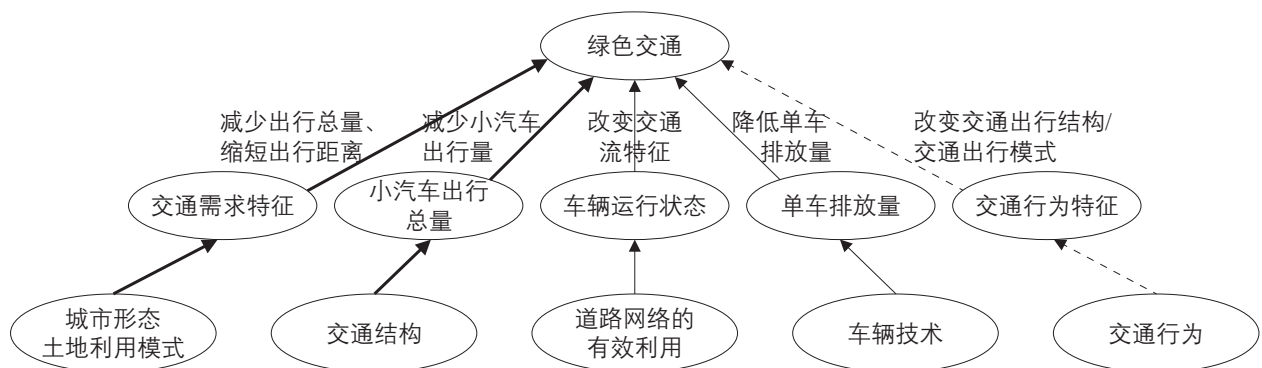 绿色交通
减少出行总量、
缩短出行距离
减少小汽车
出行量
改变交通
流特征
降低单车
排放量
改变交通出行结构/
交通出行模式
交通需求特征
小汽车出行
总量
车辆运行状态
单车排放量
交通行为特征
城市形态
土地利用模式
交通结构
道路网络的
有效利用
车辆技术
交通行为